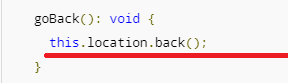 goBack(): void {
this.location.back();
}